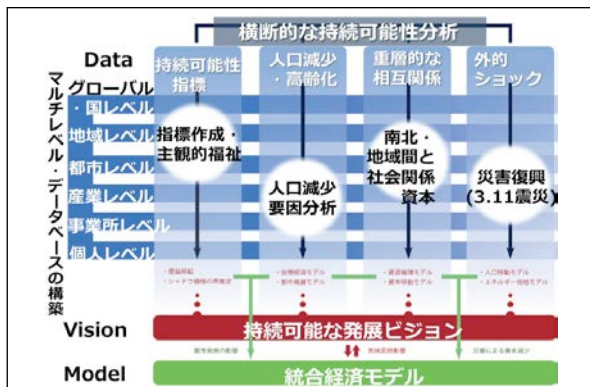 横断的な持続可能性分析
Data
持続可能性
指標
人口減少
・高齢化
重層的な
相互関係
外的
ショック
マルチレベル・データベースの構築
グローバル
・国レベル
地域レベル
都市レベル
産業レベル
事業所レベル
個人レベル
指標作成・
主観的福祉
人口減少
要因分析
南北・
地域間と
社会関係
資本
災害復興
(3.11震災)
・人口移動モデル
Vision
持続可能な発展ビジョン
Model
統合経済モデル